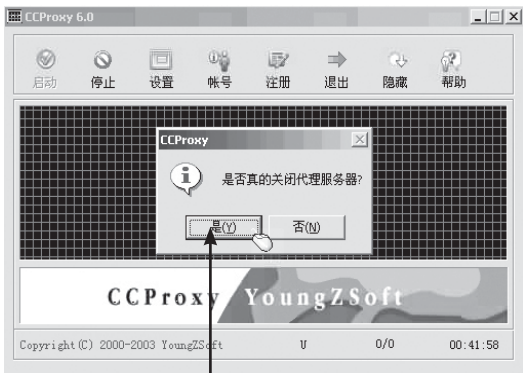 CCProxy 6.0
启动 停止 设置 帐号 注册 退出 隐藏 帮助
CCProxy
是否真的关闭代理服务器?
是(Y) 否(N)
CCProxy YoungZSoft
Copyright(C) 2000-2003 YoungZSoft U 0/0 00:41:58